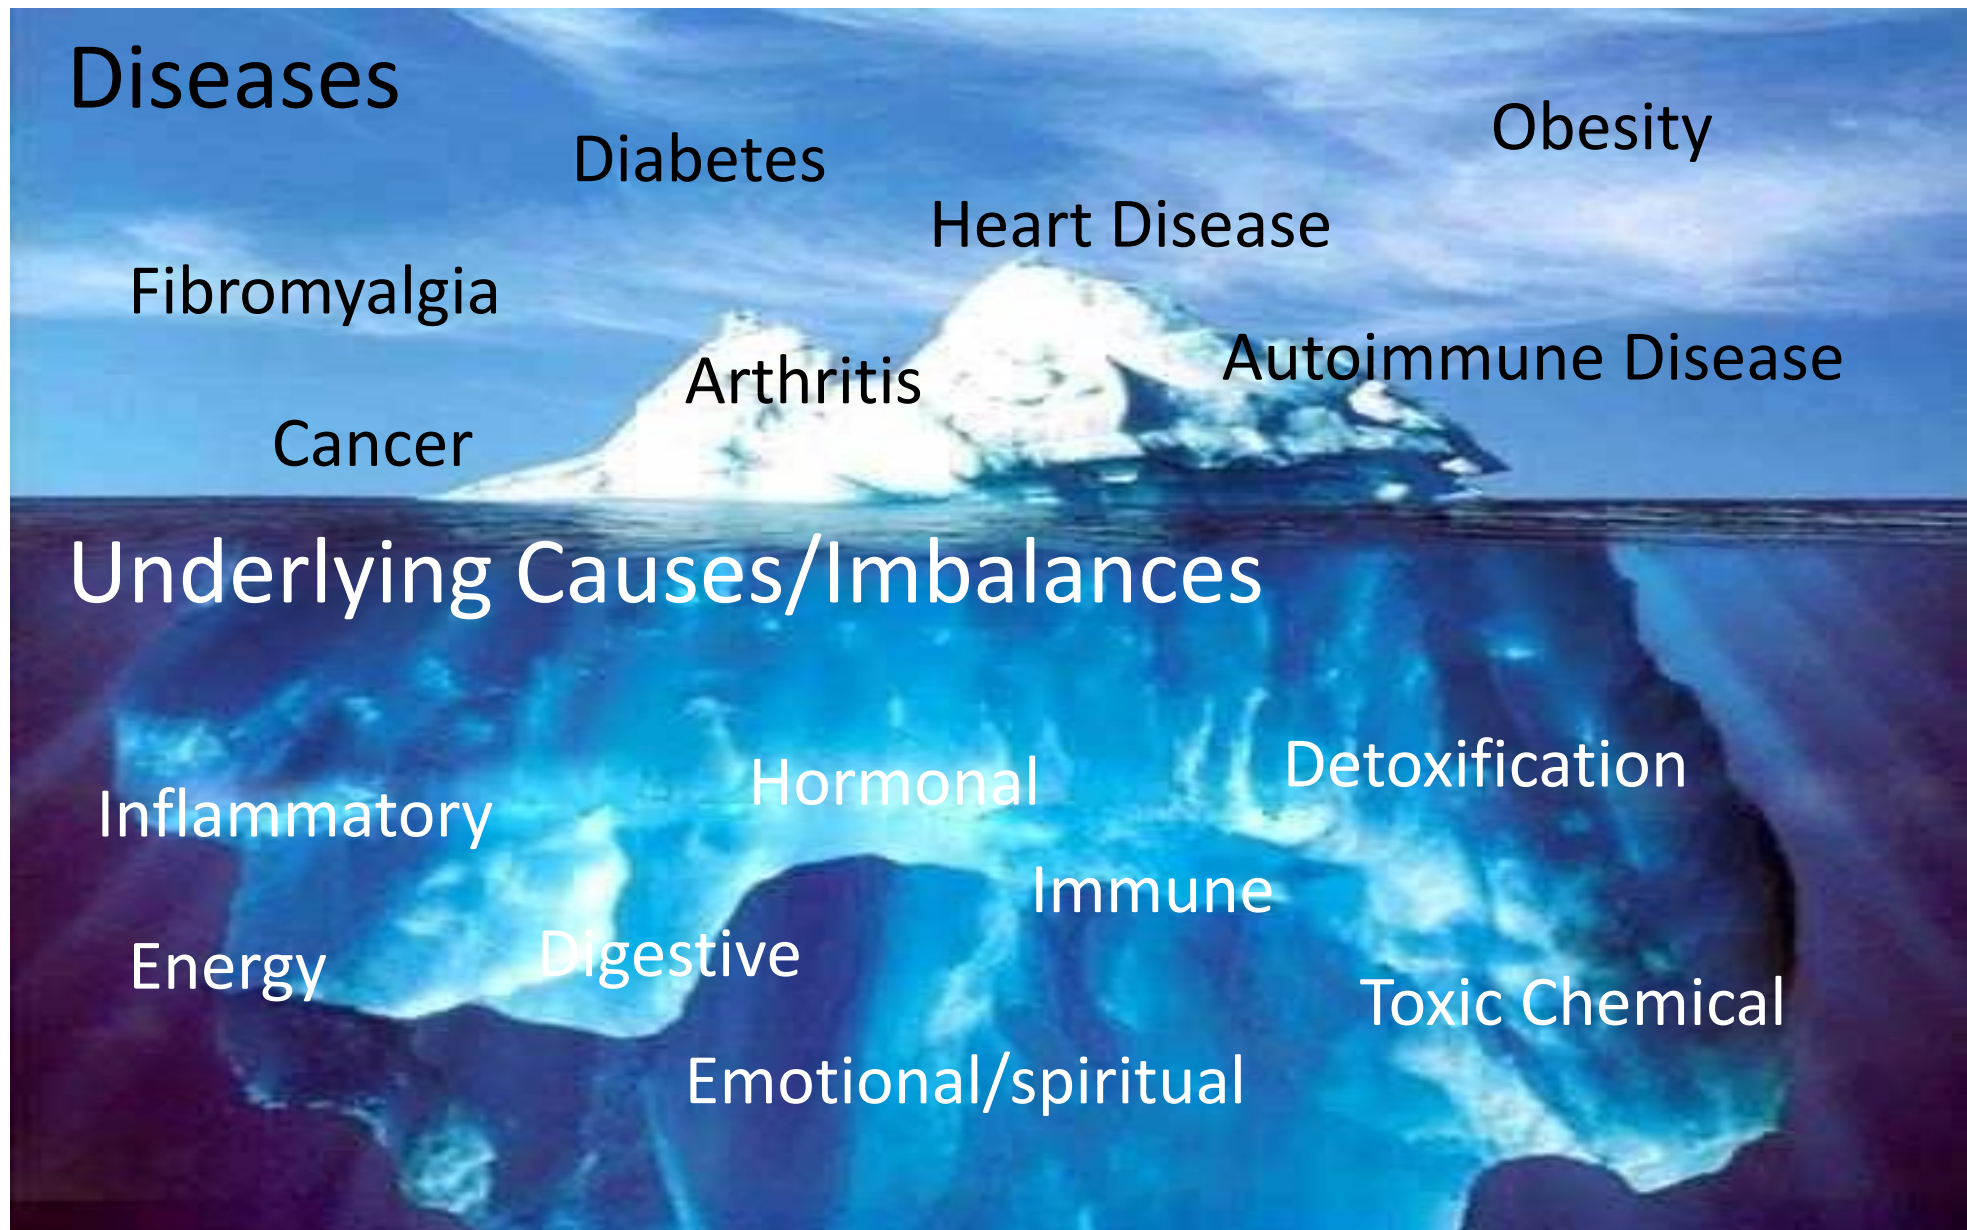 Diseases
Obesity
Diabetes
Heart Disease
Fibromyalgia
Autoimmune Disease
Arthritis
Cancer
Underlying Causes/Imbalances
Hormonal
Detoxification
Inflammatory
Immune
Energy
Digestive
Toxic Chemical
Emotional/spiritual